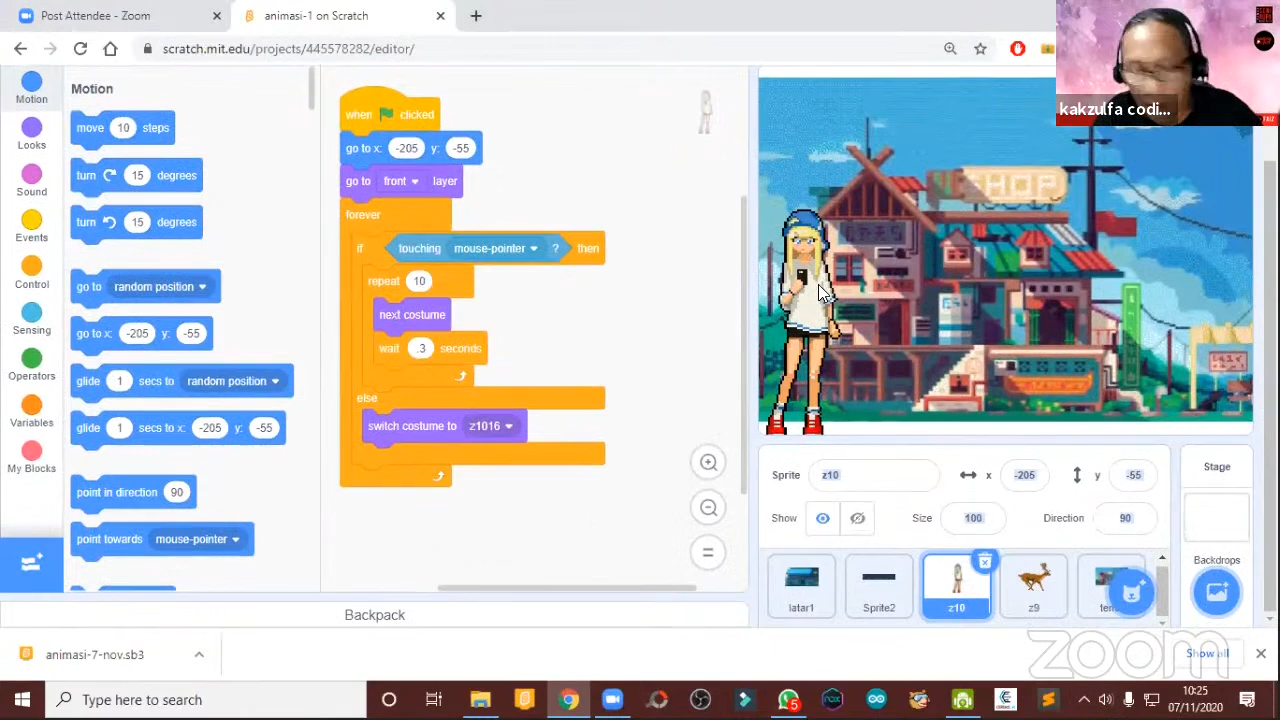 Post Attendee - Zoom
animasi-1 on Scratch
scratch.mit.edu/projects/445578282/editor/
kakzulfa codi...
Motion
Looks
Sound
Events
Control
Sensing
Operators
Variables
My Blocks
Motion
move 10 steps
turn 15 degrees
turn 15 degrees
go to random position
go to x: -205 y: -55
glide 1 secs to random position
glide 1 secs to x: -205 y: -55
point in direction 90
point towards mouse-pointer
when clicked
go to x: -205 y: -55
go to front layer
forever
if touching mouse-pointer ? then
repeat 10
next costume
wait .3 seconds
else
switch costume to z1016
SHOP
Sprite z10 x -205 y -55
Show Size 100 Direction 90
latar1
Sprite2
z10
z9
Stage
Backdrops
Backpack
animasi-7-nov.sb3
Show all
zoom
Type here to search
5
10:25
07/11/2020